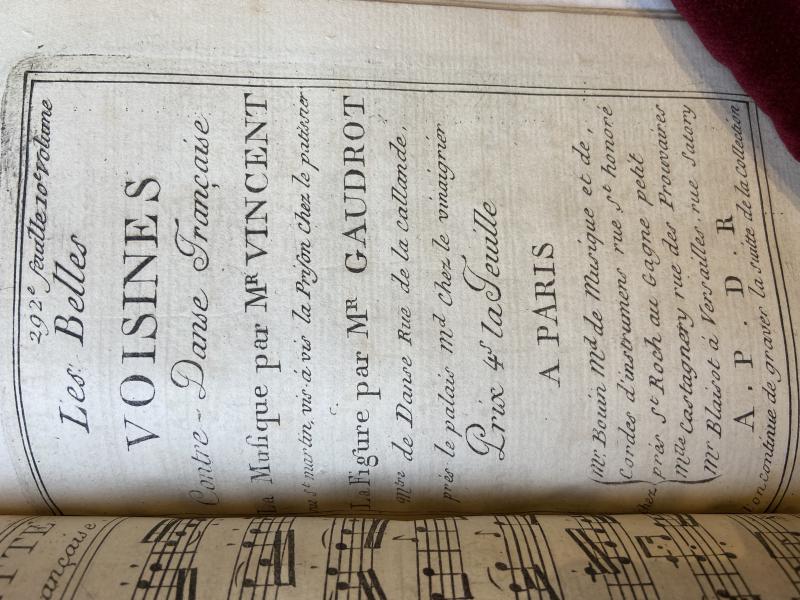 292e feuille 10e volume
Les Belles
VOISINES
Contre-Danse Française
La Musique par MR VINCENT
rue st martin, vis-à vis la Prison chez le patissier
La Figure par MR GAUDROT
Mtre de Danse Rue de la Callonde,
près le palais md chez le vinaigrier
Prix 4s la feuille
A PARIS
Mr Bouin Md de Musique et de,
Cordes d'instrumens rue st honoré
chez près st Roch au Gagne petit
Mlle Castagnery rue des Prouvaires
Mr Blaisot à Versailles rue Satory
A . P . D . R
l'on continue de graver la suitte de la collection
TTE
ançaise